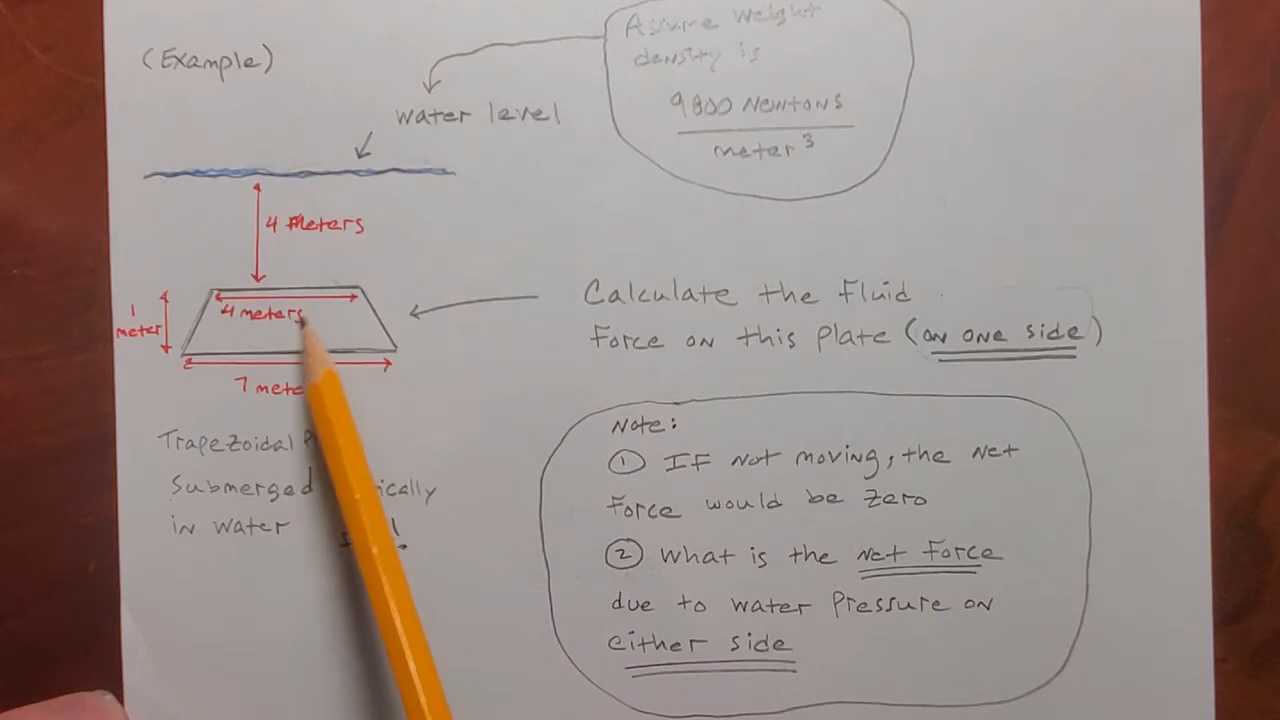 (Example)
Assume weight
density is
9800 Newtons
meter³
water level
4 meters
1
meter
4 meters
7
Calculate the fluid
Force on this plate (on one side)
Trapezoidal
Submerged
in water
Note:
① If not moving, the net
force would be zero
② What is the net force
due to water pressure on
either side